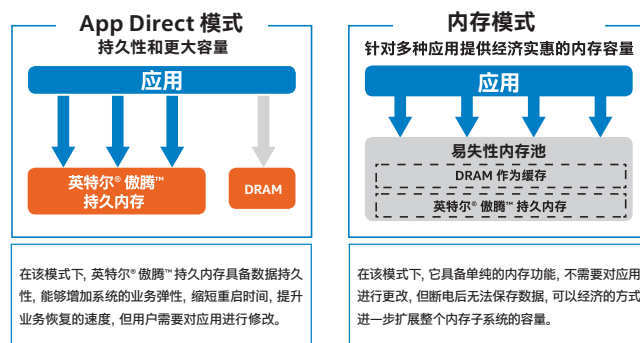 App Direct 模式
持久性和更大容量
应用
英特尔® 傲腾™
持久内存
DRAM
在该模式下, 英特尔® 傲腾™ 持久内存具备数据持久
性, 能够增加系统的业务弹性, 缩短重启时间, 提升
业务恢复的速度, 但用户需要对应用进行修改。
内存模式
针对多种应用提供经济实惠的内存容量
应用
易失性内存池
DRAM 作为缓存
英特尔® 傲腾™ 持久内存
在该模式下, 它具备单纯的内存功能, 不需要对应用
进行更改, 但断电后无法保存数据, 可以经济的方式
进一步扩展整个内存子系统的容量。